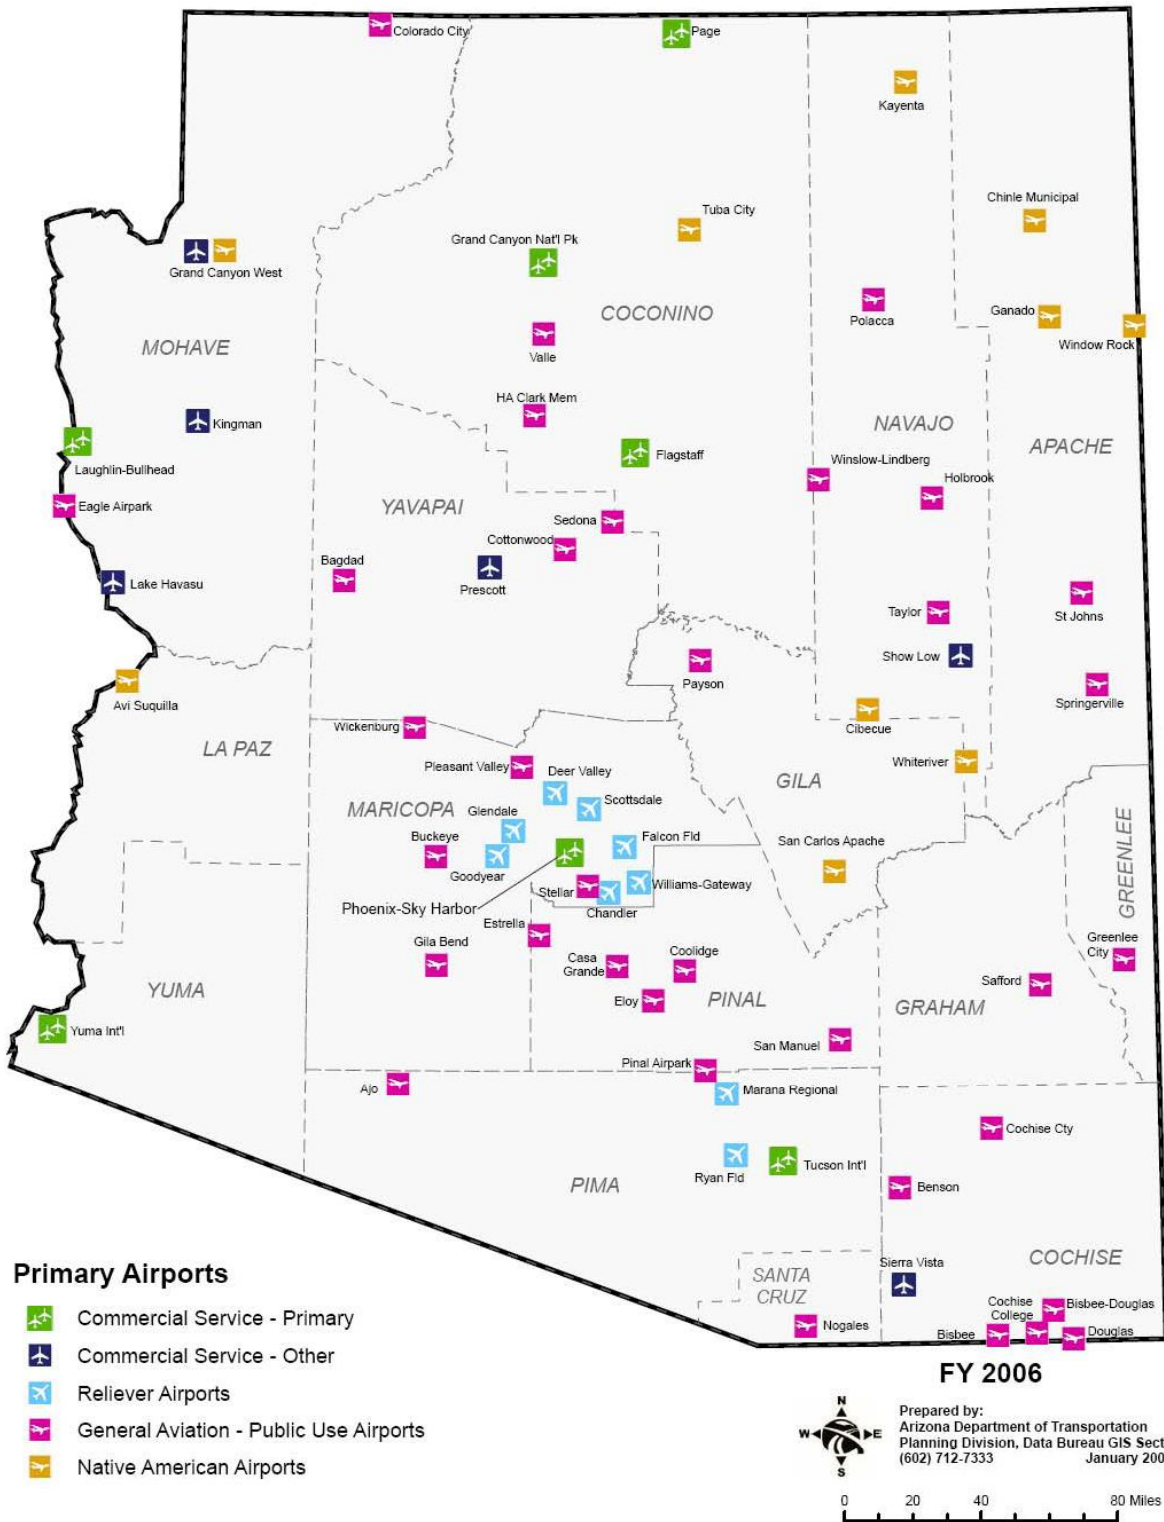 Colorado City
Page
Kayenta
Tuba City
Chinle Municipal
Grand Canyon Nat'l Pk
Grand Canyon West
COCONINO
Polacca
Ganado
Window Rock
MOHAVE
Valle
HA Clark Mem
Kingman
NAVAJO
APACHE
Laughlin-Bullhead
Flagstaff
Winslow-Lindberg
Holbrook
Eagle Airpark
YAVAPAI
Sedona
Cottonwood
Bagdad
Prescott
Lake Havasu
Taylor
St Johns
Show Low
Payson
Avi Suquilla
Springerville
Wickenburg
Cibecue
LA PAZ
Pleasant Valley
Deer Valley
Whiteriver
GILA
MARICOPA
Scottsdale
Glendale
Buckeye
Falcon Fld
San Carlos Apache
GREENLEE
Goodyear
Stellar
Williams-Gateway
Phoenix-Sky Harbor
Chandler
Estrella
Gila Bend
Casa
Grande
Coolidge
Greenlee
City
Safford
YUMA
Eloy
PINAL
GRAHAM
Yuma Int'l
San Manuel
Pinal Airpark
Ajo
Marana Regional
Cochise Cty
Ryan Fld
Tucson Int'l
PIMA
Benson
COCHISE
Sierra Vista
SANTA
CRUZ
Cochise
College
Bisbee-Douglas
Nogales
Bisbee
Douglas
Primary Airports
Commercial Service - Primary
Commercial Service - Other
Reliever Airports
General Aviation - Public Use Airports
Native American Airports
FY 2006
N
W E
S
Prepared by:
Arizona Department of Transportation
Planning Division, Data Bureau GIS Sect
(602) 712-7333 January 200
0 20 40 80 Miles